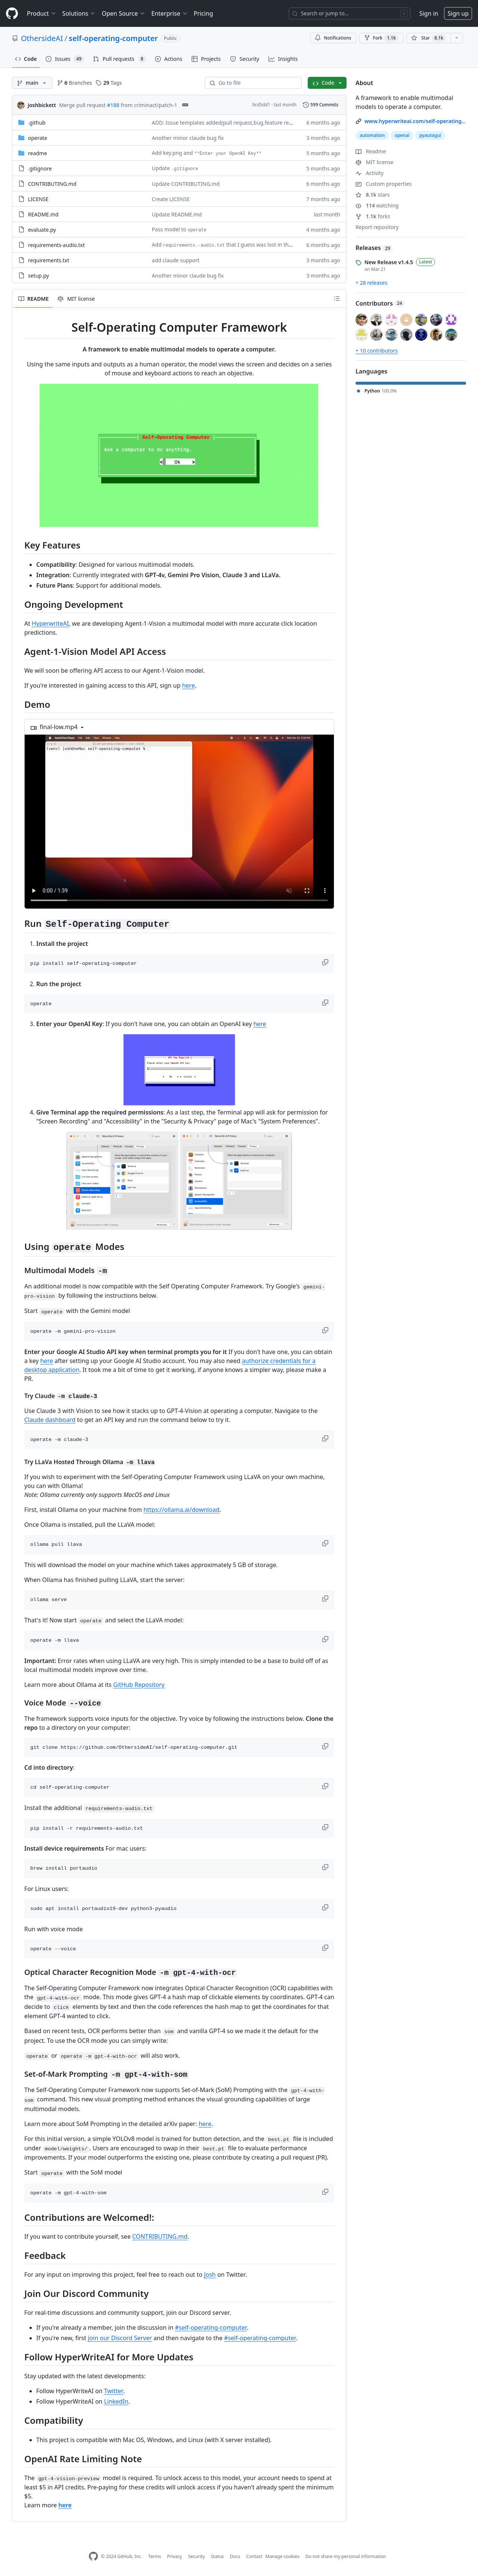 Product Solutions Open Source Enterprise Pricing Search or jump to... / Sign in Sign up
OthersideAI / self-operating-computer Public Notifications Fork 1.1k Star 8.1k
Code Issues 49 Pull requests 8 Actions Projects Security Insights
main 6 Branches 29 Tags Go to file Code
joshbickett Merge pull request #188 from criminact/patch-1 last month 599 Commits
.github ADD: Issue templates added(pull request,bug,feature re... 6 months ago
operate Another minor claude bug fix 3 months ago
readme Add key.png and **Enter your OpenAI Key** 5 months ago
.gitignore Update .gitignore 5 months ago
CONTRIBUTING.md Update CONTRIBUTING.md 6 months ago
LICENSE Create LICENSE 7 months ago
README.md Update README.md last month
evaluate.py Pass model to operate 4 months ago
requirements-audio.txt Add requirements,-audio.txt that I guess was lost in th... 6 months ago
requirements.txt add claude support 3 months ago
setup.py Another minor claude bug fix 3 months ago
About
A framework to enable multimodal
models to operate a computer.
www.hyperwriteai.com/self-operating...
automation openai pyautogui
Readme
MIT license
Activity
Custom properties
8.1k stars
114 watching
1.1k forks
Report repository
Releases 29
New Release v1.4.5 Latest
on Mar 21
+ 28 releases
Contributors 24
+ 10 contributors
Languages
Python 100.0%
README MIT license
Self-Operating Computer Framework
A framework to enable multimodal models to operate a computer.
Using the same inputs and outputs as a human operator, the model views the screen and decides on a series
of mouse and keyboard actions to reach an objective.
Self-Operating Computer
Ask a computer to do anything.
< Ok >
Key Features
Compatibility: Designed for various multimodal models.
Integration: Currently integrated with GPT-4v, Gemini Pro Vision, Claude 3 and LLaVa.
Future Plans: Support for additional models.
Ongoing Development
At HyperwriteAI, we are developing Agent-1-Vision a multimodal model with more accurate click location
predictions.
Agent-1-Vision Model API Access
We will soon be offering API access to our Agent-1-Vision model.
If you're interested in gaining access to this API, sign up here.
Demo
final-low.mp4
0:00 / 1:39
Run Self-Operating Computer
1. Install the project
pip install self-operating-computer
2. Run the project
operate
3. Enter your OpenAI Key: If you don't have one, you can obtain an OpenAI key here
4. Give Terminal app the required permissions: As a last step, the Terminal app will ask for permission for
"Screen Recording" and "Accessibility" in the "Security & Privacy" page of Mac's "System Preferences".
Using operate Modes
Multimodal Models -m
An additional model is now compatible with the Self Operating Computer Framework. Try Google's gemini-
pro-vision by following the instructions below.
Start operate with the Gemini model
operate -m gemini-pro-vision
Enter your Google AI Studio API key when terminal prompts you for it If you don't have one, you can obtain
a key here after setting up your Google AI Studio account. You may also need authorize credentials for a
desktop application. It took me a bit of time to get it working, if anyone knows a simpler way, please make a
PR.
Try Claude -m claude-3
Use Claude 3 with Vision to see how it stacks up to GPT-4-Vision at operating a computer. Navigate to the
Claude dashboard to get an API key and run the command below to try it.
operate -m claude-3
Try LLaVa Hosted Through Ollama -m llava
If you wish to experiment with the Self-Operating Computer Framework using LLaVA on your own machine,
you can with Ollama!
Note: Ollama currently only supports MacOS and Linux
First, install Ollama on your machine from https://ollama.ai/download.
Once Ollama is installed, pull the LLaVA model:
ollama pull llava
This will download the model on your machine which takes approximately 5 GB of storage.
When Ollama has finished pulling LLaVA, start the server:
ollama serve
That's it! Now start operate and select the LLaVA model:
operate -m llava
Important: Error rates when using LLaVA are very high. This is simply intended to be a base to build off of as
local multimodal models improve over time.
Learn more about Ollama at its GitHub Repository
Voice Mode --voice
The framework supports voice inputs for the objective. Try voice by following the instructions below. Clone the
repo to a directory on your computer:
git clone https://github.com/OthersideAI/self-operating-computer.git
Cd into directory:
cd self-operating-computer
Install the additional requirements-audio.txt
pip install -r requirements-audio.txt
Install device requirements For mac users:
brew install portaudio
For Linux users:
sudo apt install portaudio19-dev python3-pyaudio
Run with voice mode
operate --voice
Optical Character Recognition Mode -m gpt-4-with-ocr
The Self-Operating Computer Framework now integrates Optical Character Recognition (OCR) capabilities with
the gpt-4-with-ocr mode. This mode gives GPT-4 a hash map of clickable elements by coordinates. GPT-4 can
decide to click elements by text and then the code references the hash map to get the coordinates for that
element GPT-4 wanted to click.
Based on recent tests, OCR performs better than som and vanilla GPT-4 so we made it the default for the
project. To use the OCR mode you can simply write:
operate or operate -m gpt-4-with-ocr will also work.
Set-of-Mark Prompting -m gpt-4-with-som
The Self-Operating Computer Framework now supports Set-of-Mark (SoM) Prompting with the gpt-4-with-
som command. This new visual prompting method enhances the visual grounding capabilities of large
multimodal models.
Learn more about SoM Prompting in the detailed arXiv paper: here.
For this initial version, a simple YOLOv8 model is trained for button detection, and the best.pt file is included
under model/weights/. Users are encouraged to swap in their best.pt file to evaluate performance
improvements. If your model outperforms the existing one, please contribute by creating a pull request (PR).
Start operate with the SoM model
operate -m gpt-4-with-som
Contributions are Welcomed!:
If you want to contribute yourself, see CONTRIBUTING.md.
Feedback
For any input on improving this project, feel free to reach out to Josh on Twitter.
Join Our Discord Community
For real-time discussions and community support, join our Discord server.
If you're already a member, join the discussion in #self-operating-computer.
If you're new, first join our Discord Server and then navigate to the #self-operating-computer.
Follow HyperWriteAI for More Updates
Stay updated with the latest developments:
Follow HyperWriteAI on Twitter.
Follow HyperWriteAI on LinkedIn.
Compatibility
This project is compatible with Mac OS, Windows, and Linux (with X server installed).
OpenAI Rate Limiting Note
The gpt-4-vision-preview model is required. To unlock access to this model, your account needs to spend at
least $5 in API credits. Pre-paying for these credits will unlock access if you haven't already spent the minimum
$5.
Learn more here
© 2024 GitHub, Inc. Terms Privacy Security Status Docs Contact Manage cookies Do not share my personal information